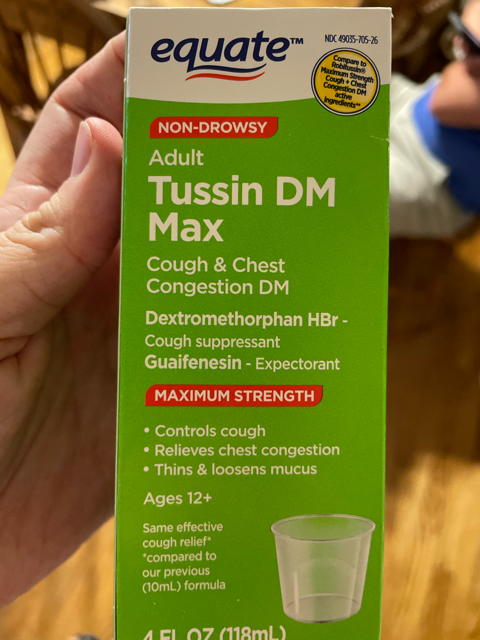 equate™
NDC 49035-705-26
Compare to
Robitussin®
Maximum Strength
Cough + Chest
Congestion DM
active
ingredients**
NON-DROWSY
Adult
Tussin DM
Max
Cough & Chest
Congestion DM
Dextromethorphan HBr -
Cough suppressant
Guaifenesin - Expectorant
MAXIMUM STRENGTH
• Controls cough
• Relieves chest congestion
• Thins & loosens mucus
Ages 12+
Same effective
cough relief*
*compared to
our previous
(10mL) formula
4 FL OZ (118mL)